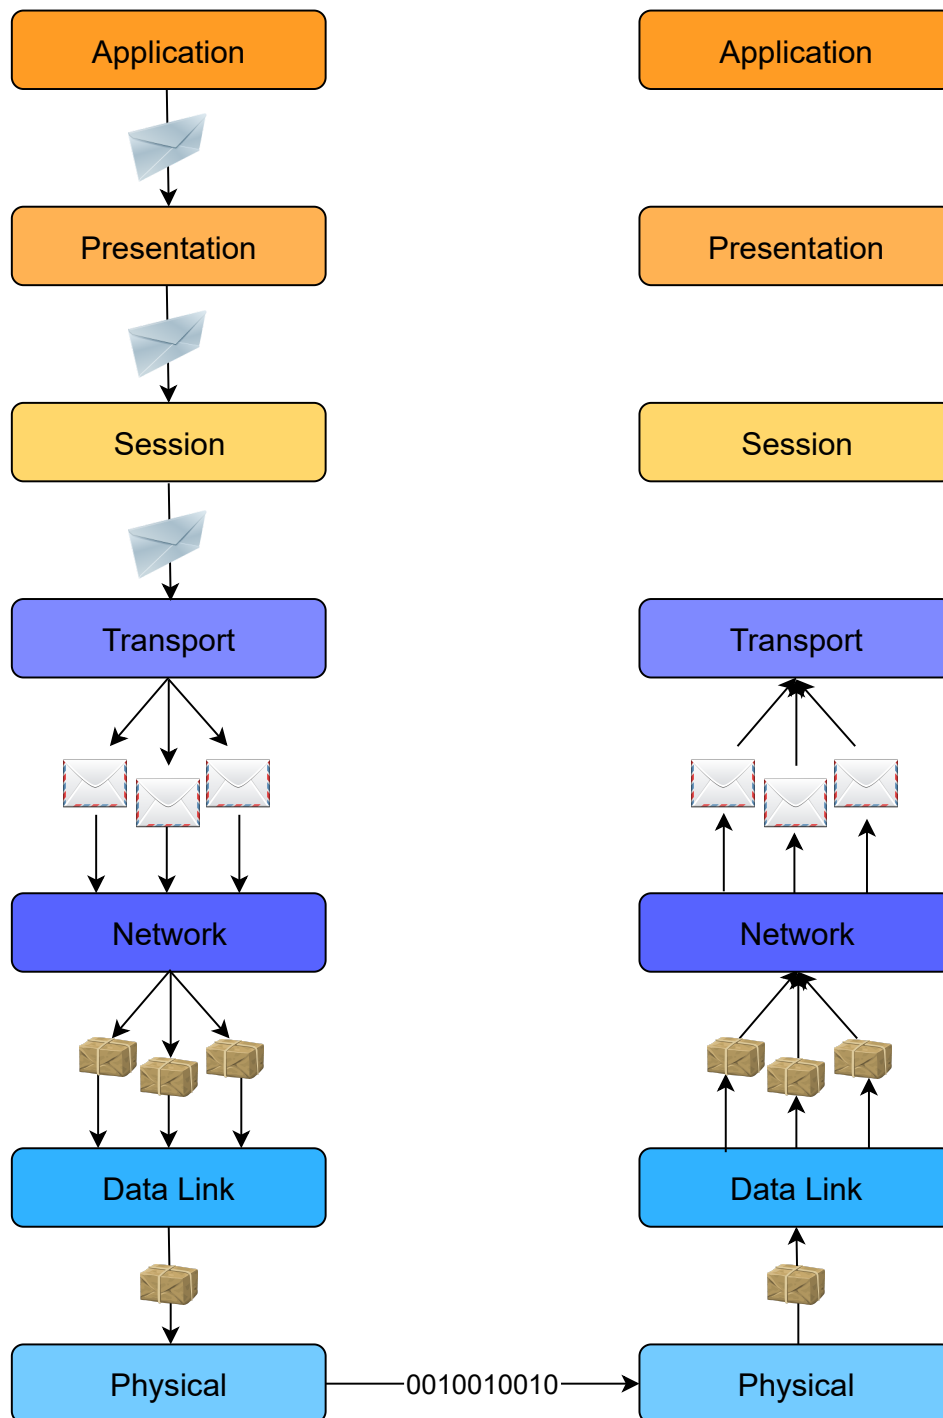 Application
Application
Presentation
Presentation
Session
Session
Transport
Transport
Network
Network
Data Link
Data Link
Physical
0010010010
Physical